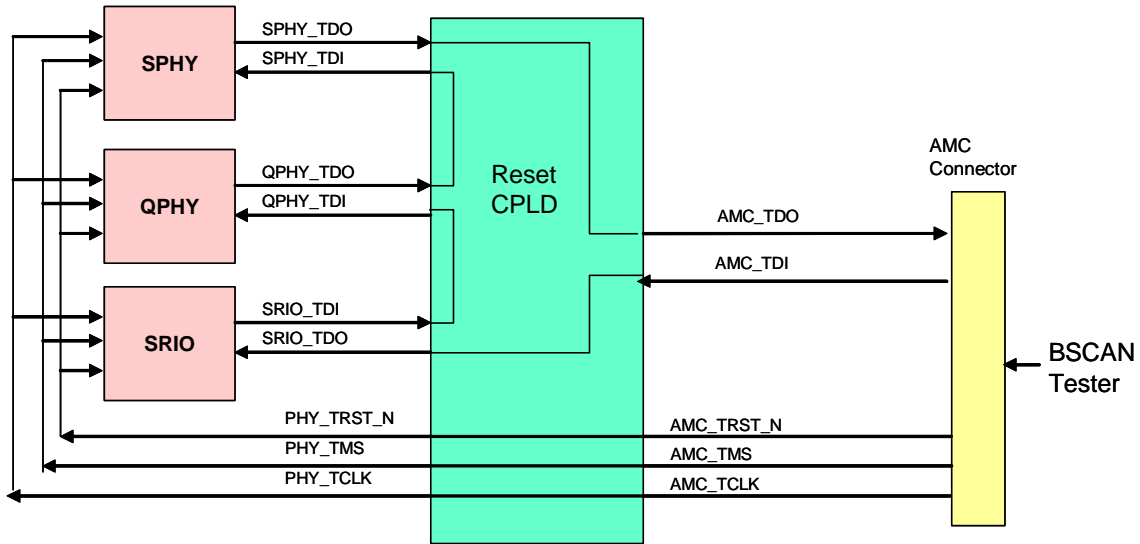 SPHY_TDO
SPHY_TDI
SPHY
AMC
Connector
QPHY_TDO
QPHY_TDI
QPHY
Reset
CPLD
AMC_TDO
AMC_TDI
SRIO_TDI
SRIO_TDO
SRIO
BSCAN
Tester
PHY_TRST_N
AMC_TRST_N
PHY_TMS
AMC_TMS
PHY_TCLK
AMC_TCLK